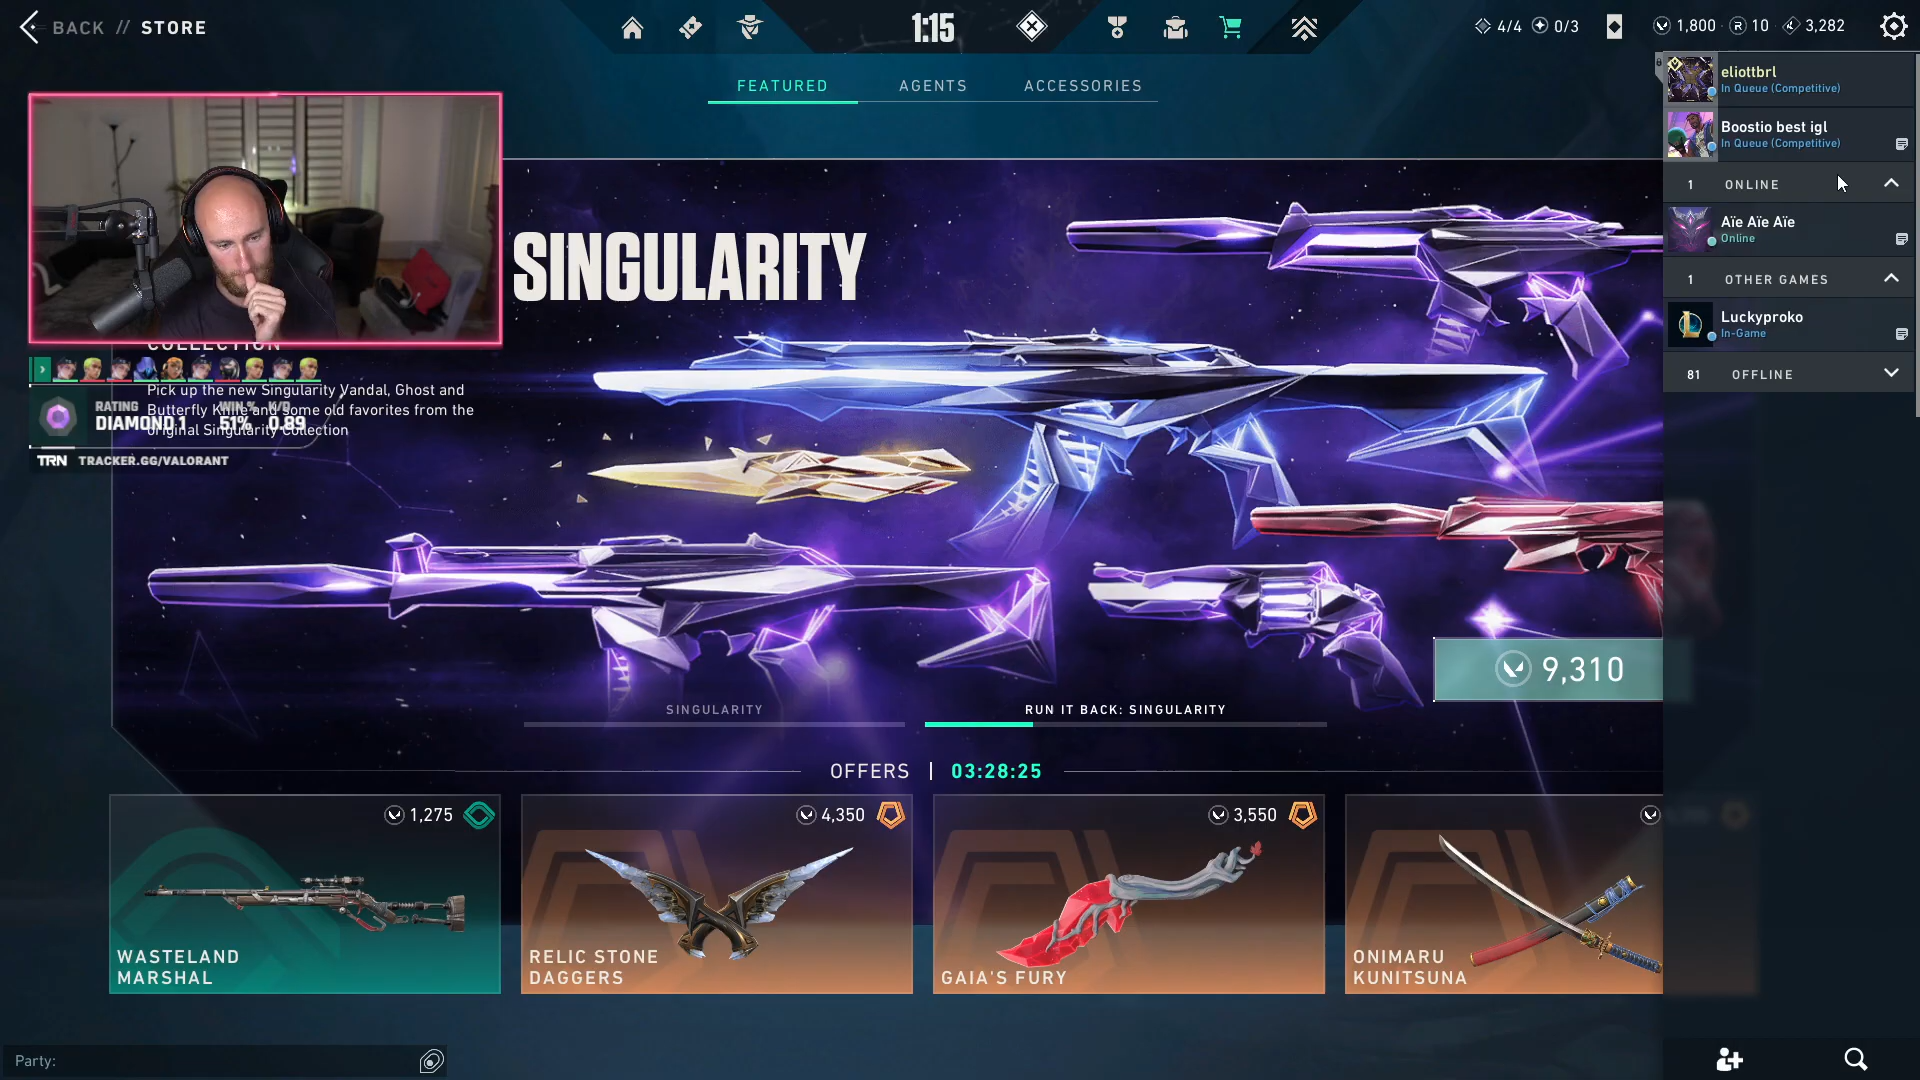 BACK // STORE
1:15
4/4 0/3
1,800 R 10 3,282
FEATURED AGENTS ACCESSORIES
eliottbrl
In Queue (Competitive)
Boostio best igl
In Queue (Competitive)
1 ONLINE
Aïe Aïe Aïe
Online
1 OTHER GAMES
Luckyproko
In-Game
81 OFFLINE
SINGULARITY
COLLECTION
Pick up the new Singularity Vandal, Ghost and
Butterfly Knife and some old favorites from the
original Singularity Collection
RATING WIN % K/D
DIAMOND 1 51% 0.89
TRN TRACKER.GG/VALORANT
9,310
SINGULARITY
RUN IT BACK: SINGULARITY
OFFERS | 03:28:25
1,275
WASTELAND
MARSHAL
4,350
RELIC STONE
DAGGERS
3,550
GAIA'S FURY
ONIMARU
KUNITSUNA
Party: